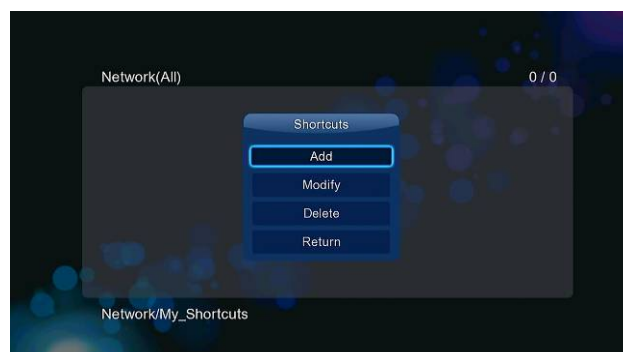 Network(All) 0 / 0
Shortcuts
Add
Modify
Delete
Return
Network/My_Shortcuts